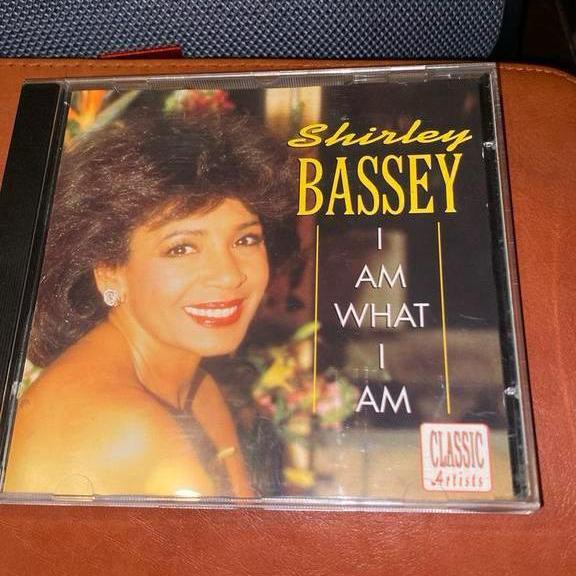 Shirley
BASSEY
I
AM
WHAT
I
AM
CLASSIC
Artists